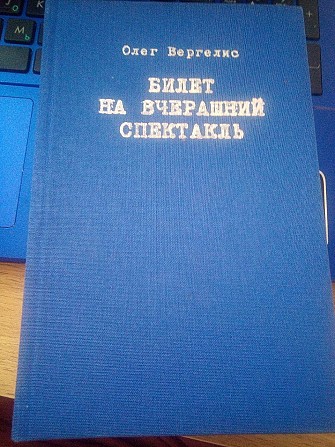 Олег Вергелис
БИЛЕТ
НА ВЧЕРАШНИЙ
СПЕКТАКЛЬ